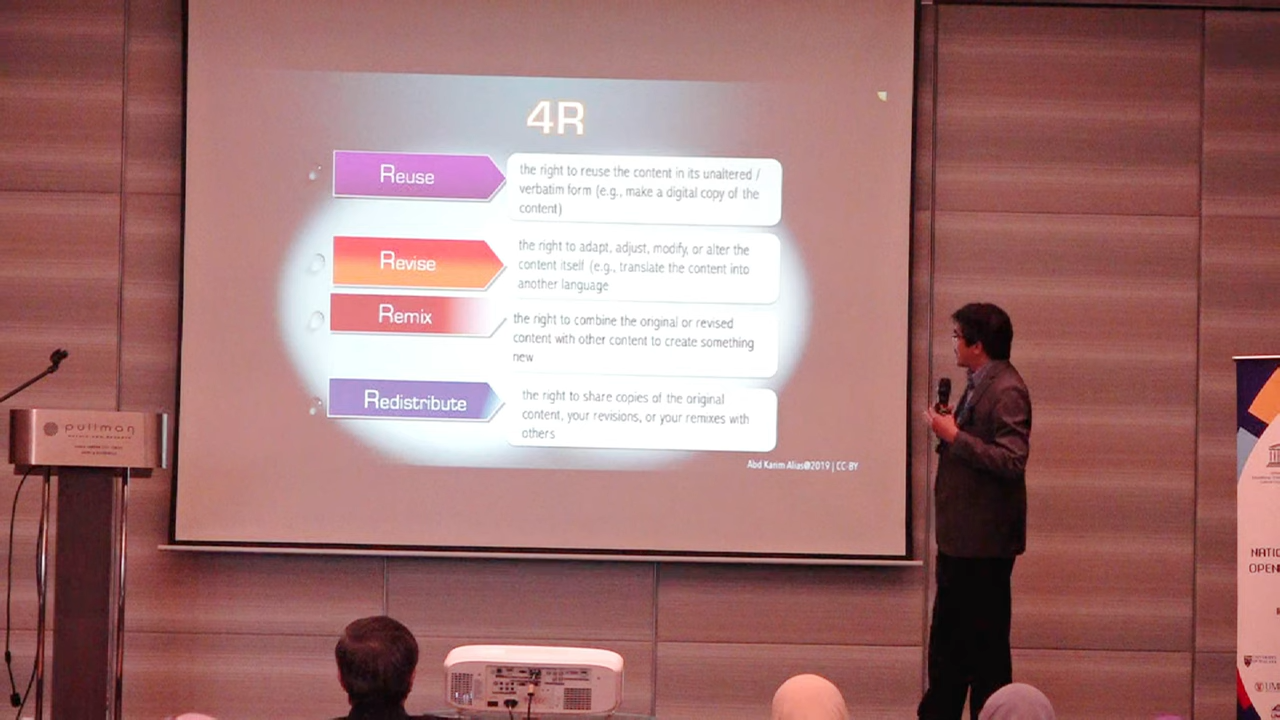 4R
Reuse
the right to reuse the content in its unaltered /
verbatim form (e.g., make a digital copy of the
content)
Revise
the right to adapt, adjust, modify, or alter the
content itself (e.g., translate the content into
another language
Remix
the right to combine the original or revised
content with other content to create something
new
Redistribute
the right to share copies of the original
content, your revisions, or your remixes with
others
Abd Karim Alias@2019 | CC-BY
pullman
NATIO
OPEN